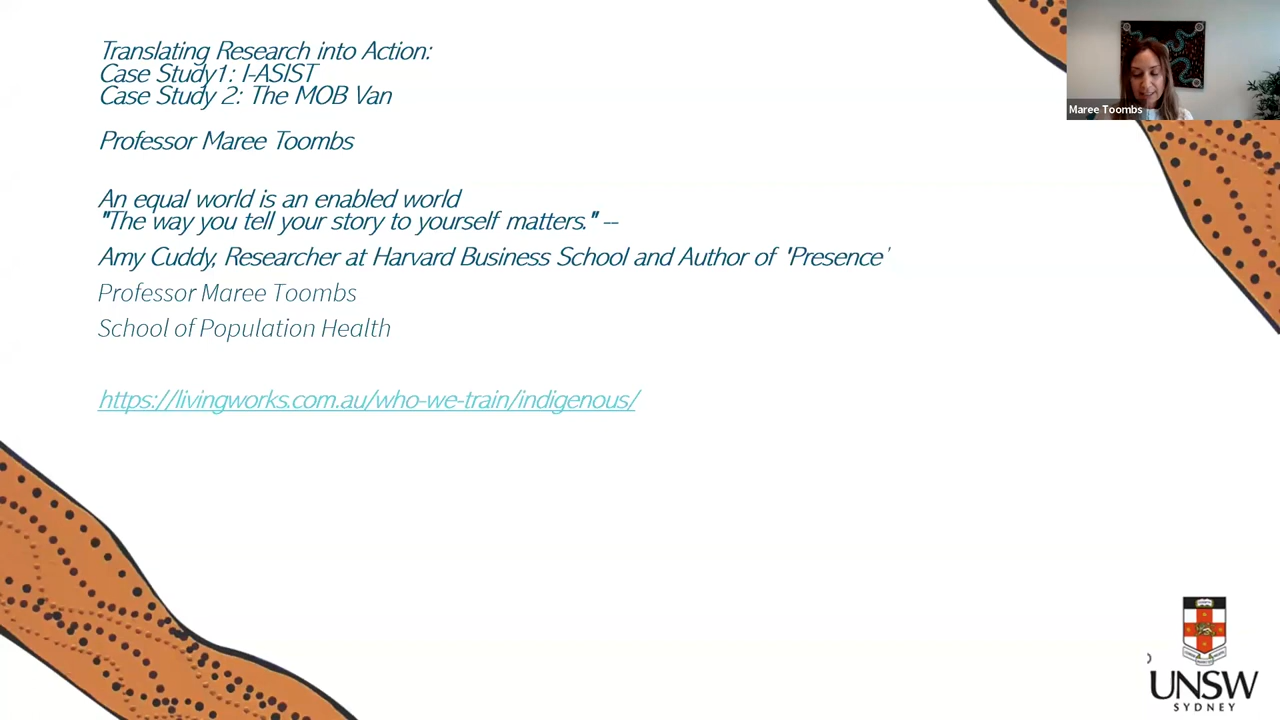 Translating Research into Action:
Case Study1: I-ASIST
Case Study 2: The MOB Van
Professor Maree Toombs
An equal world is an enabled world
"The way you tell your story to yourself matters." --
Amy Cuddy, Researcher at Harvard Business School and Author of 'Presence'
Professor Maree Toombs
School of Population Health
https://livingworks.com.au/who-we-train/indigenous/
Maree Toombs
UNSW
SYDNEY